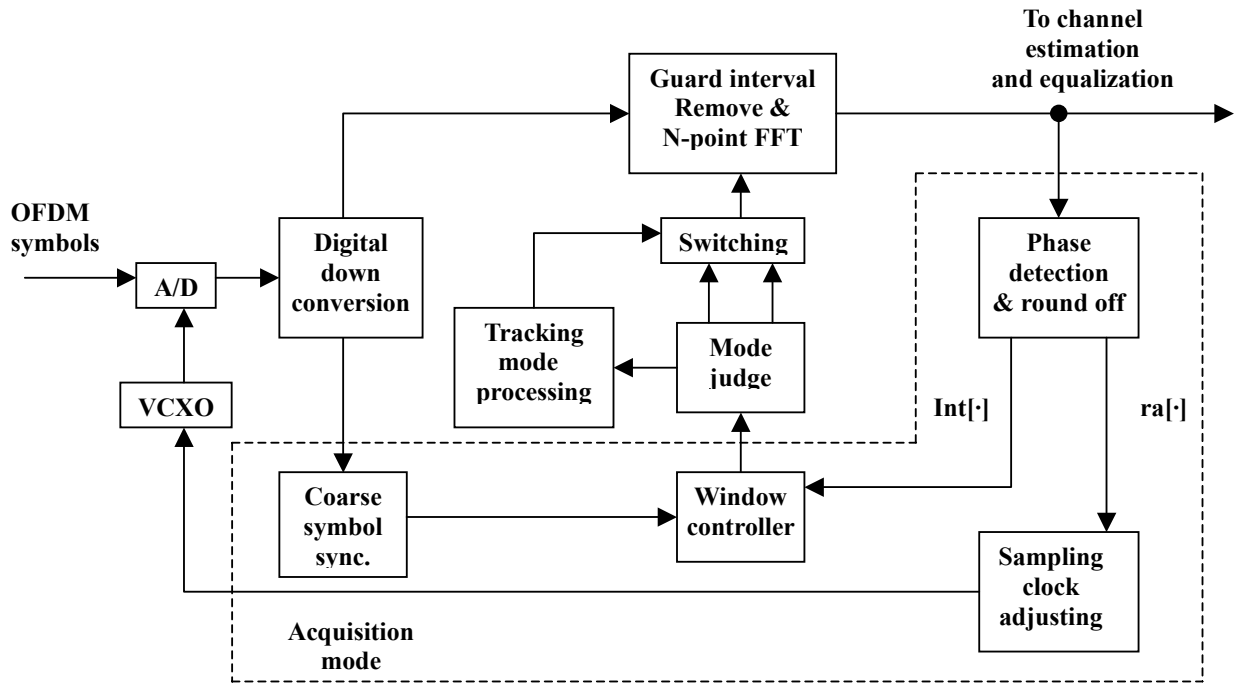 To channel
estimation
and equalization
Guard interval
Remove &
N-point FFT
OFDM
symbols
A/D
Digital
down
conversion
Switching
Phase
detection
& round off
Tracking
mode
processing
Mode
judge
VCXO
Int[·]
ra[·]
Coarse
symbol
sync.
Window
controller
Sampling
clock
adjusting
Acquisition
mode